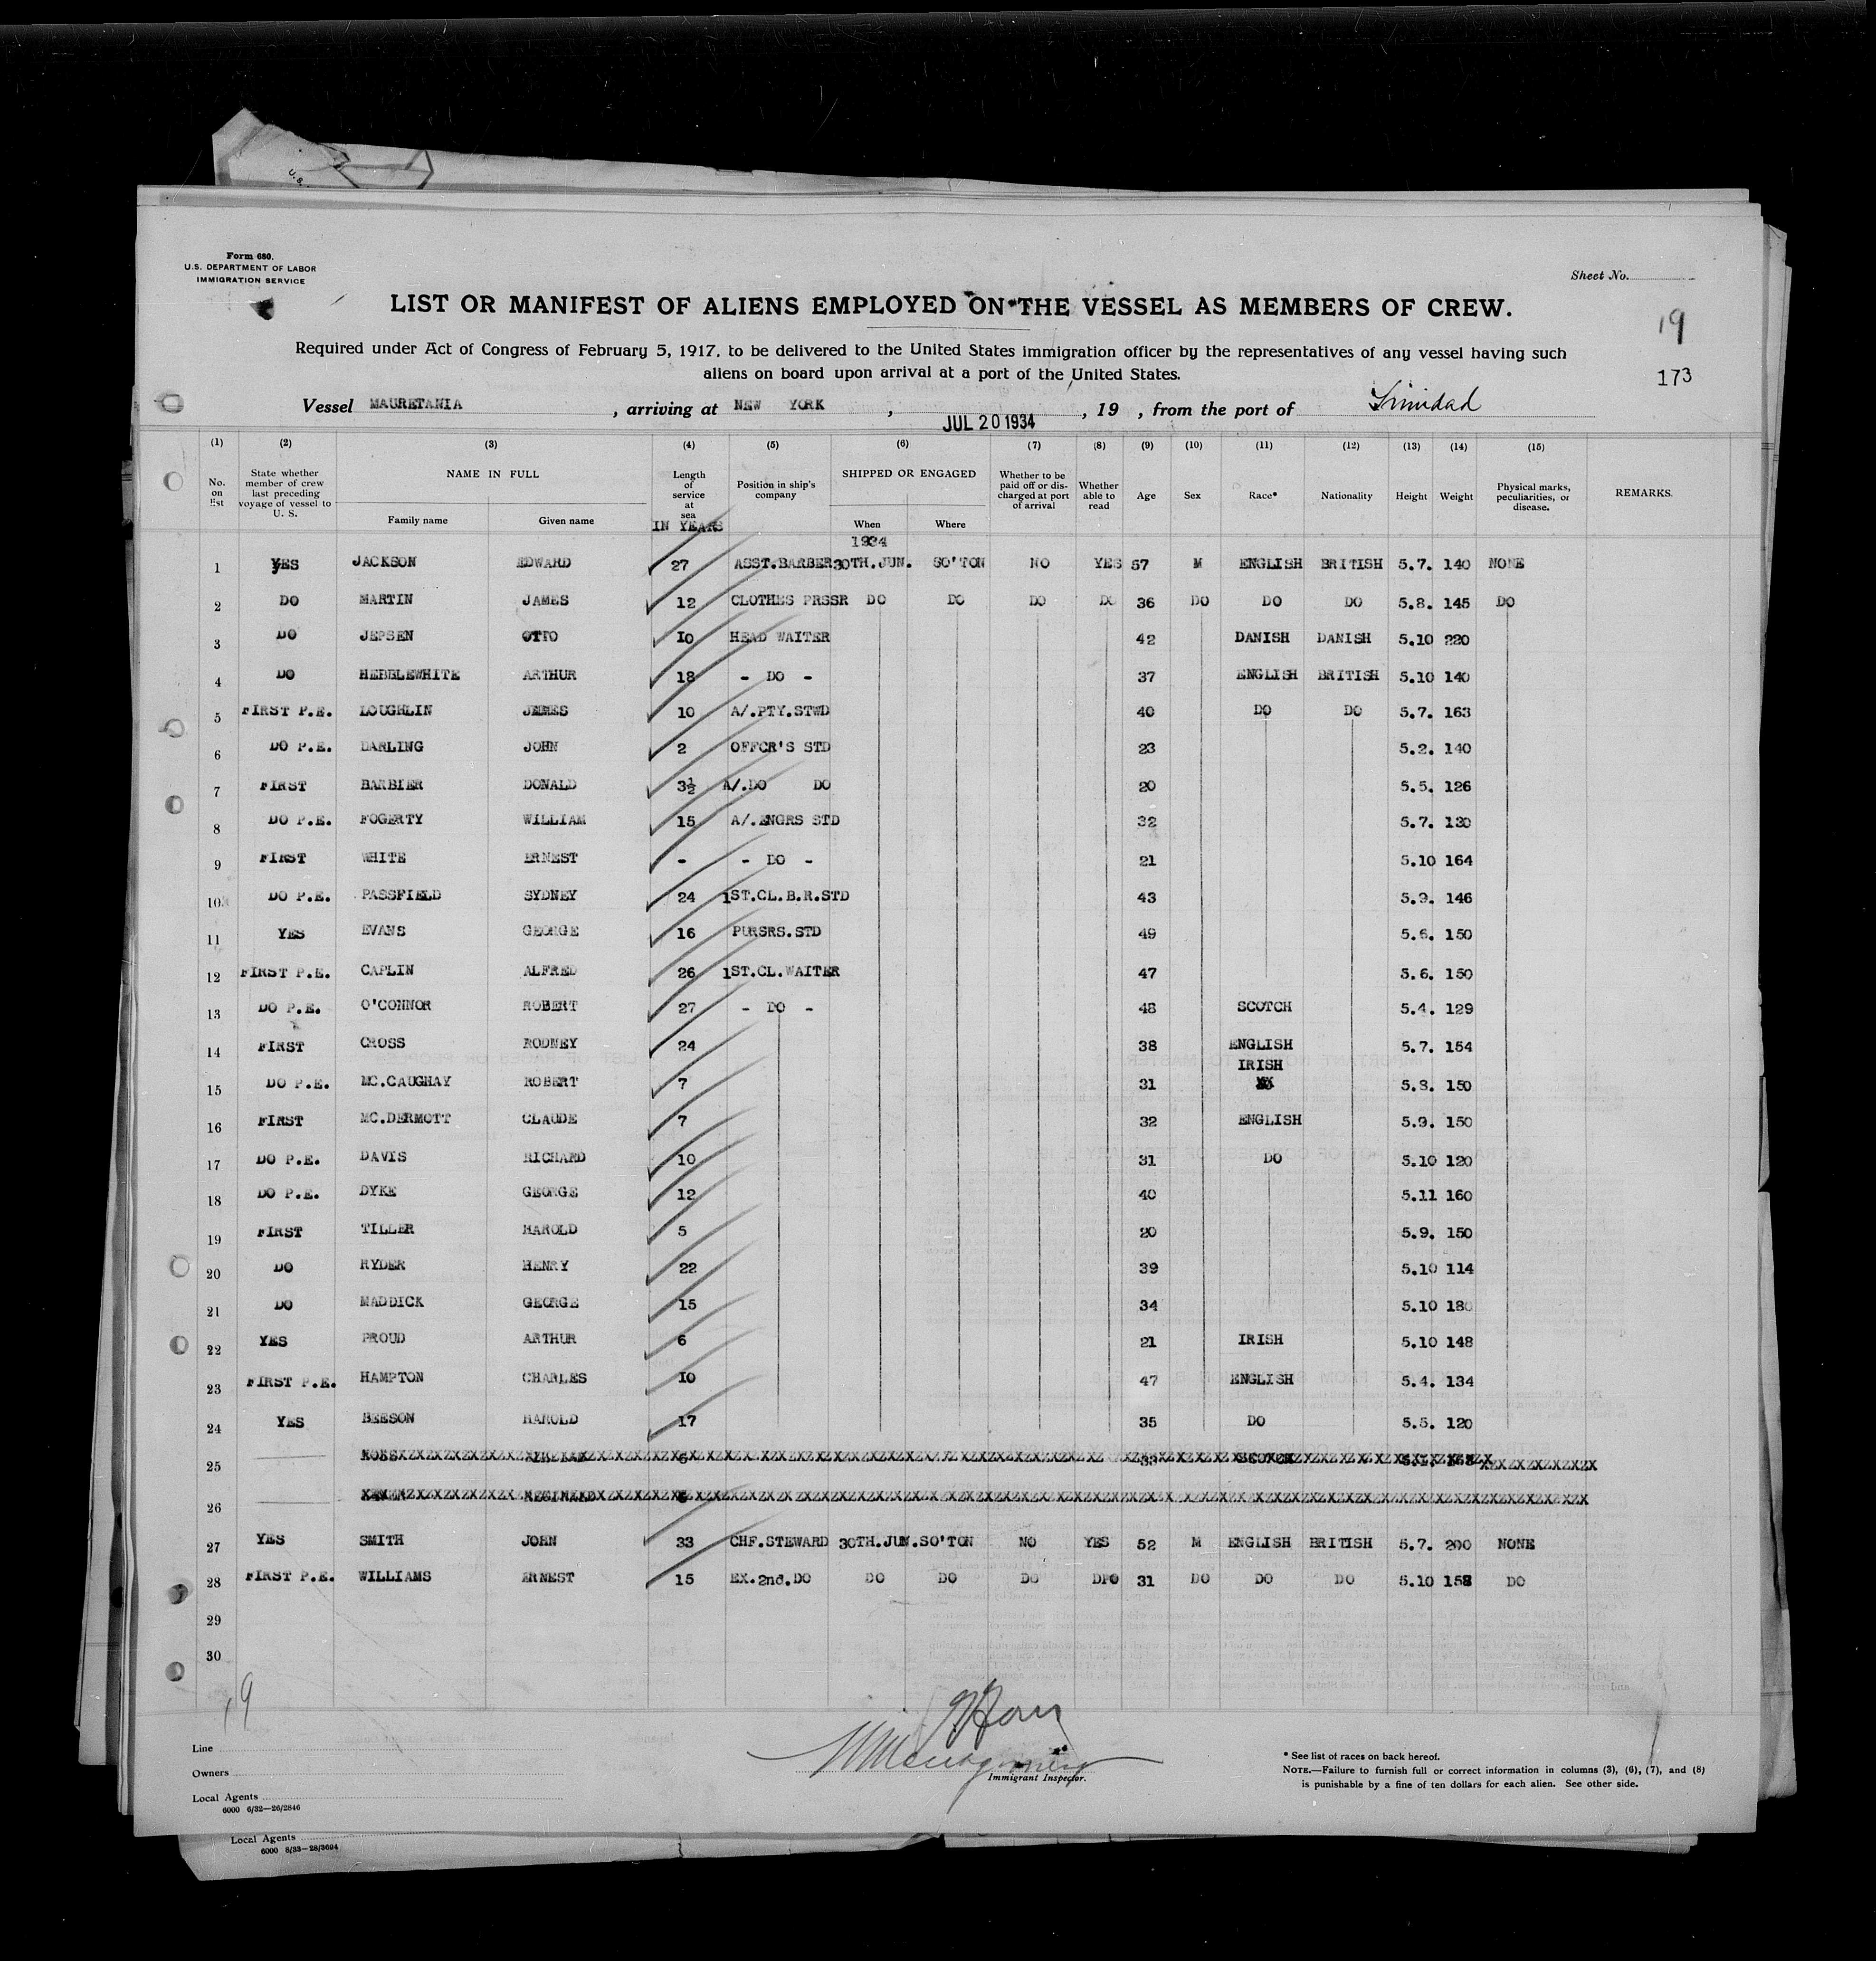 U.S.
Form 680.
U.S. DEPARTMENT OF LABOR
IMMIGRATION SERVICE
Sheet No.
LIST OR MANIFEST OF ALIENS EMPLOYED ON THE VESSEL AS MEMBERS OF CREW.
19
Required under Act of Congress of February 5, 1917, to be delivered to the United States immigration officer by the representatives of any vessel having such
aliens on board upon arrival at a port of the United States.
173
Vessel MAURETANIA, arriving at NEW YORK, JUL 20 1934, 19 , from the port of Trinidad
(1) (2) (3) (4) (5) (6) (7) (8) (9) (10) (11) (12) (13) (14) (15)
No. on list
State whether member of crew last preceding voyage of vessel to U. S.
NAME IN FULL
Family name Given name
Length of service at sea
IN YEARS
Position in ship's company
SHIPPED OR ENGAGED
When Where
Whether to be paid off or discharged at port of arrival
Whether able to read
Age Sex Race* Nationality Height Weight
Physical marks, peculiarities, or disease.
REMARKS.
1934
1 YES JACKSON EDWARD 27 ASST.BARBER 30TH.JUN. SO'TON NO YES 57 M ENGLISH BRITISH 5.7. 140 NONE
2 DO MARTIN JAMES 12 CLOTHES PRSSR DO DO DO DO 36 DO DO DO 5.8. 145 DO
3 DO JEPSEN OTTO I0 HEAD WAITER 42 DANISH DANISH 5.10 220
4 DO HEBBLEWHITE ARTHUR 18 - DO - 37 ENGLISH BRITISH 5.10 140
5 FIRST P.E. LOUGHLIN JAMES 10 A/.PTY.STWD 40 DO DO 5.7. 163
6 DO P.E. DARLING JOHN 2 OFFCR'S STD 23 5.2. 140
7 FIRST BARBIER DONALD 3½ A/.DO DO 20 5.5. 126
8 DO P.E. FOGERTY WILLIAM 15 A/.ENGRS STD 32 5.7. 130
9 FIRST WHITE ERNEST - - DO - 21 5.10 164
10 DO P.E. PASSFIELD SYDNEY 24 1ST.CL.B.R.STD 43 5.9. 146
11 YES EVANS GEORGE 16 PURSRS.STD 49 5.6. 150
12 FIRST P.E. CAPLIN ALFRED 26 1ST.CL.WAITER 47 5.6. 150
13 DO P.E. O'CONNOR ROBERT 27 - DO - 48 SCOTCH 5.4. 129
14 FIRST CROSS RODNEY 24 38 ENGLISH 5.7. 154
15 DO P.E. MC.CAUGHAY ROBERT 7 31 IRISH 5.8. 150
16 FIRST MC.DERMOTT CLAUDE 7 32 ENGLISH 5.9. 150
17 DO P.E. DAVIS RICHARD 10 31 DO 5.10 120
18 DO P.E. DYKE GEORGE 12 40 5.11 160
19 FIRST TILLER HAROLD 5 20 5.9. 150
20 DO RYDER HENRY 22 39 5.10 114
21 DO MADDICK GEORGE 15 34 5.10 180
22 YES PROUD ARTHUR 6 21 IRISH 5.10 148
23 FIRST P.E. HAMPTON CHARLES I0 47 ENGLISH 5.4. 134
24 YES BEESON HAROLD 17 35 DO 5.5. 120
25
26 REGINALD
27 YES SMITH JOHN 33 CHF.STEWARD 30TH.JUN.SO'TON NO YES 52 M ENGLISH BRITISH 5.7. 200 NONE
28 FIRST P.E. WILLIAMS ERNEST 15 EX.2nd.DO DO DO DO DPO 31 DO DO DO 5.10 158 DO
29
30
19
Line
Owners
Local Agents
6000 6/32—26/2846
Immigrant Inspector.
* See list of races on back hereof.
NOTE.—Failure to furnish full or correct information in columns (3), (6), (7), and (8)
is punishable by a fine of ten dollars for each alien. See other side.
Local Agents
6000 8/33—28/3694